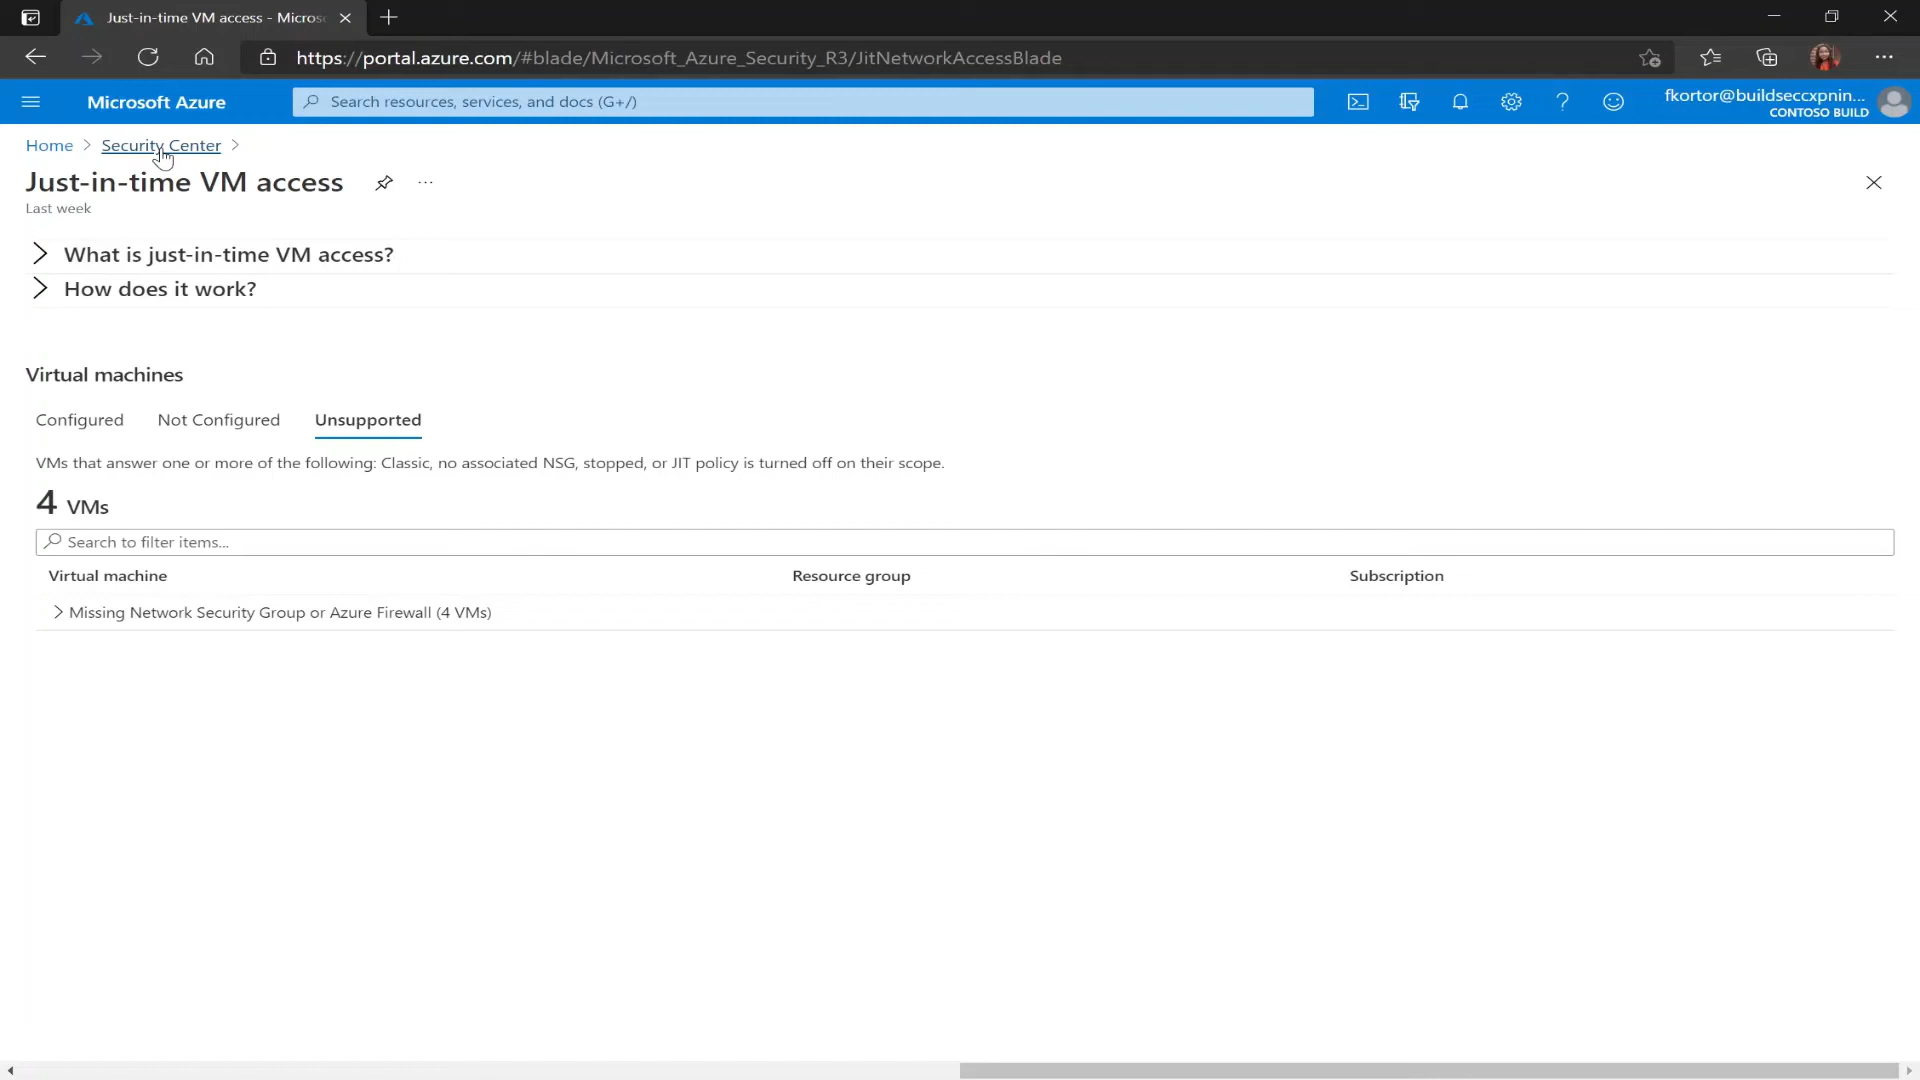 Just-in-time VM access - Micros
https://portal.azure.com/#blade/Microsoft_Azure_Security_R3/JitNetworkAccessBlade
Microsoft Azure
Search resources, services, and docs (G+/)
fkortor@buildseccxpnin...
CONTOSO BUILD
Home > Security Center >
Just-in-time VM access
Last week
What is just-in-time VM access?
How does it work?
Virtual machines
Configured Not Configured Unsupported
VMs that answer one or more of the following: Classic, no associated NSG, stopped, or JIT policy is turned off on their scope.
4 VMs
Search to filter items...
Virtual machine Resource group Subscription
Missing Network Security Group or Azure Firewall (4 VMs)